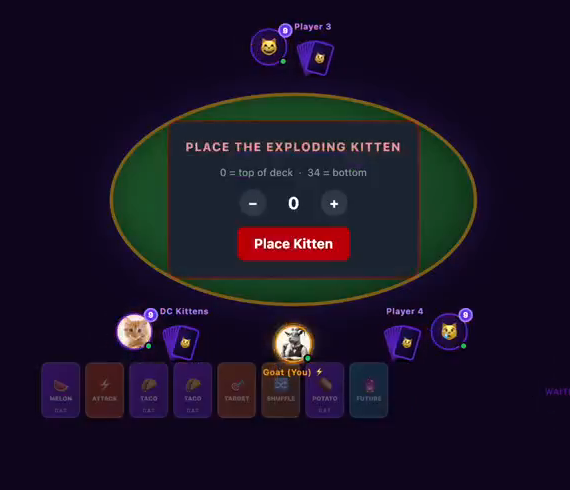 9
Player 3
PLACE THE EXPLODING KITTEN
0 = top of deck · 34 = bottom
− 0 +
Place Kitten
9
DC Kittens
Player 4
9
Goat (You) ⚡
MELON
CAT
ATTACK
TACO
CAT
TACO
CAT
TARGET
SHUFFLE
POTATO
CAT
FUTURE
WAIT